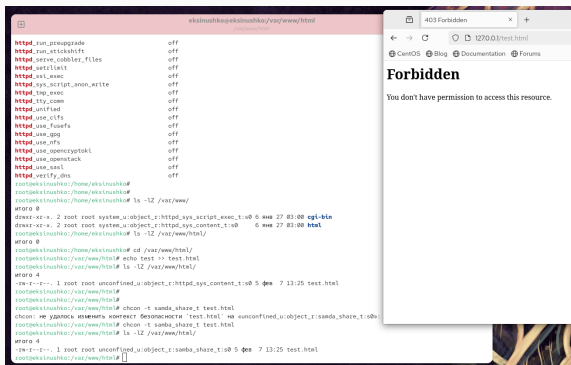 eksinushko@eksinushko:/var/www/html
/var/www/html
httpd_run_preupgrade off
httpd_run_stickshift off
httpd_serve_cobbler_files off
httpd_setrlimit off
httpd_ssi_exec off
httpd_sys_script_anon_write off
httpd_tmp_exec off
httpd_tty_comm off
httpd_unified off
httpd_use_cifs off
httpd_use_fusefs off
httpd_use_gpg off
httpd_use_nfs off
httpd_use_opencryptoki off
httpd_use_openstack off
httpd_use_sasl off
httpd_verify_dns off
root@eksinushko:/home/eksinushko#
root@eksinushko:/home/eksinushko#
root@eksinushko:/home/eksinushko# ls -lZ /var/www/
итого 0
drwxr-xr-x. 2 root root system_u:object_r:httpd_sys_script_exec_t:s0 6 янв 27 03:00 cgi-bin
drwxr-xr-x. 2 root root system_u:object_r:httpd_sys_content_t:s0 6 янв 27 03:00 html
root@eksinushko:/home/eksinushko# ls -lZ /var/www/html/
итого 0
root@eksinushko:/home/eksinushko# cd /var/www/html/
root@eksinushko:/var/www/html# echo test >> test.html
root@eksinushko:/var/www/html# ls -lZ /var/www/html/
итого 4
-rw-r--r--. 1 root root unconfined_u:object_r:httpd_sys_content_t:s0 5 фев 7 13:25 test.html
root@eksinushko:/var/www/html#
root@eksinushko:/var/www/html#
root@eksinushko:/var/www/html# chcon -t samda_share_t test.html
chcon: не удалось изменить контекст безопасности 'test.html' на «unconfined_u:object_r:samda_share_t:s0»:
root@eksinushko:/var/www/html# chcon -t samba_share_t test.html
root@eksinushko:/var/www/html# ls -lZ /var/www/html/
итого 4
-rw-r--r--. 1 root root unconfined_u:object_r:samba_share_t:s0 5 фев 7 13:25 test.html
root@eksinushko:/var/www/html#
403 Forbidden
127.0.0.1/test.html
CentOS Blog Documentation Forums
Forbidden
You don't have permission to access this resource.